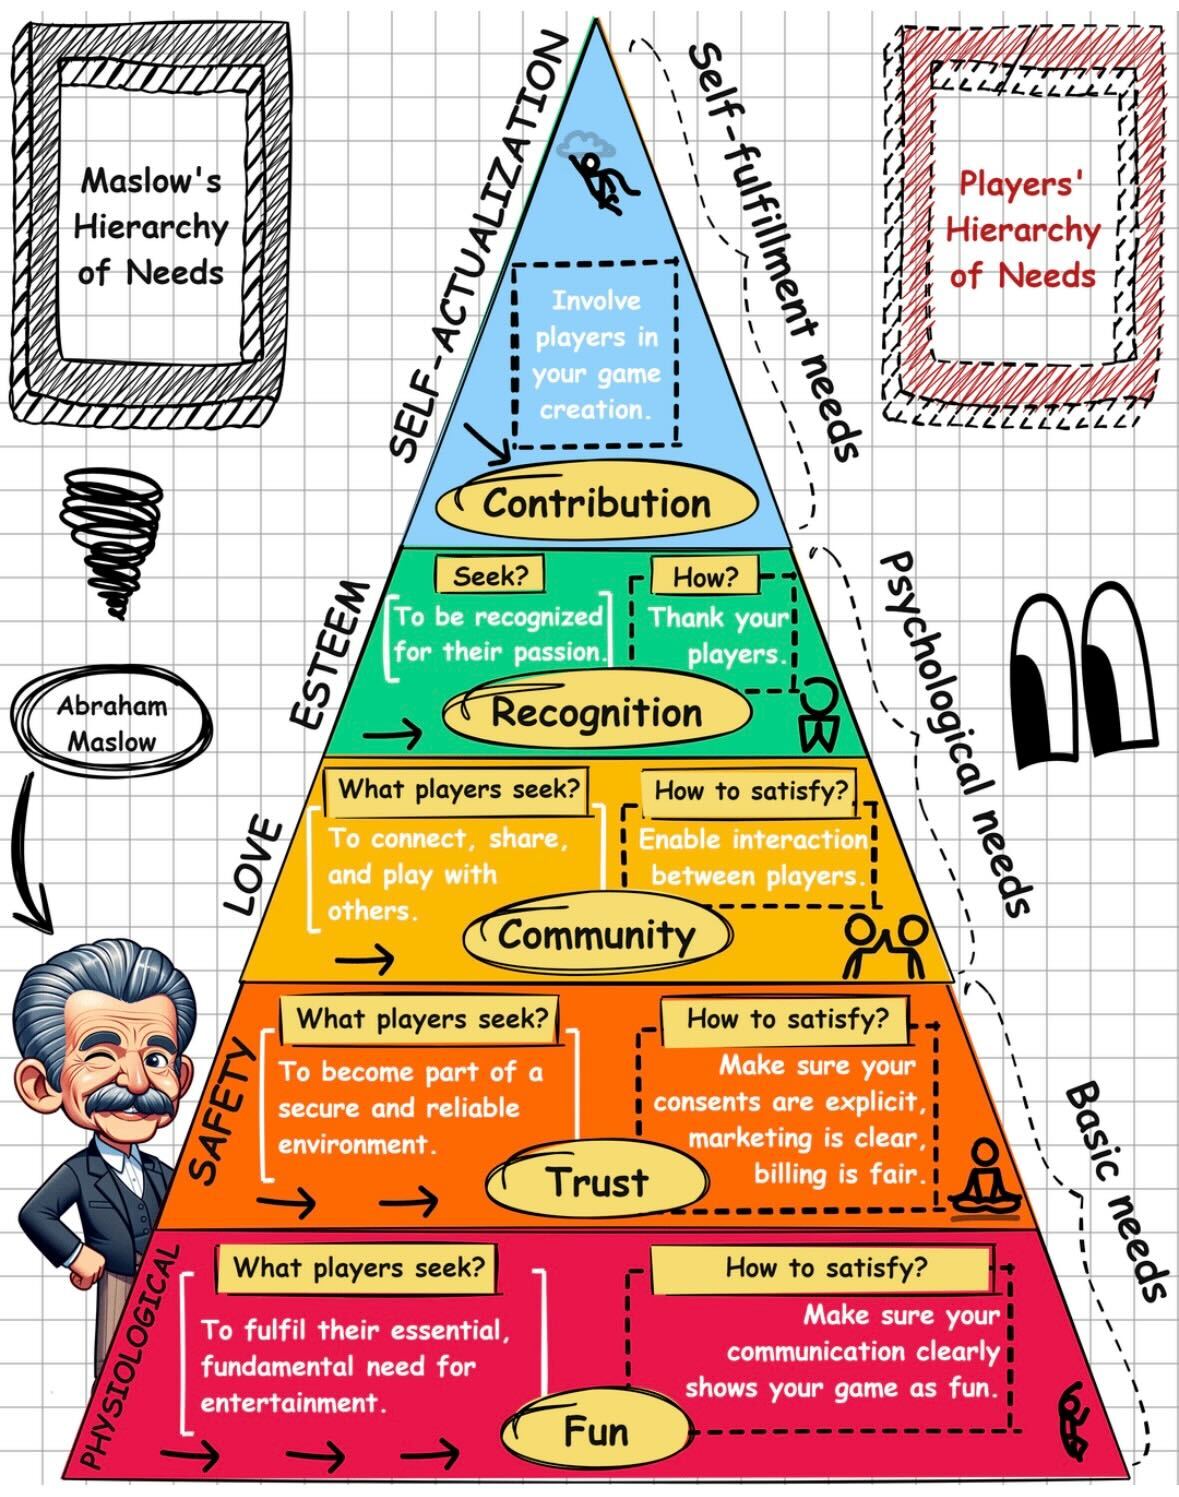 Maslow's
Hierarchy
of Needs
Players'
Hierarchy
of Needs
SELF-ACTUALIZATION
Self-fulfillment needs
Involve
players in
your game
creation.
Contribution
ESTEEM
Psychological needs
Seek?
To be recognized
for their passion.
How?
Thank your
players.
Recognition
Abraham
Maslow
LOVE
What players seek?
To connect, share,
and play with
others.
How to satisfy?
Enable interaction
between players.
Community
SAFETY
Basic needs
What players seek?
To become part of a
secure and reliable
environment.
How to satisfy?
Make sure your
consents are explicit,
marketing is clear,
billing is fair.
Trust
PHYSIOLOGICAL
What players seek?
To fulfil their essential,
fundamental need for
entertainment.
How to satisfy?
Make sure your
communication clearly
shows your game as fun.
Fun